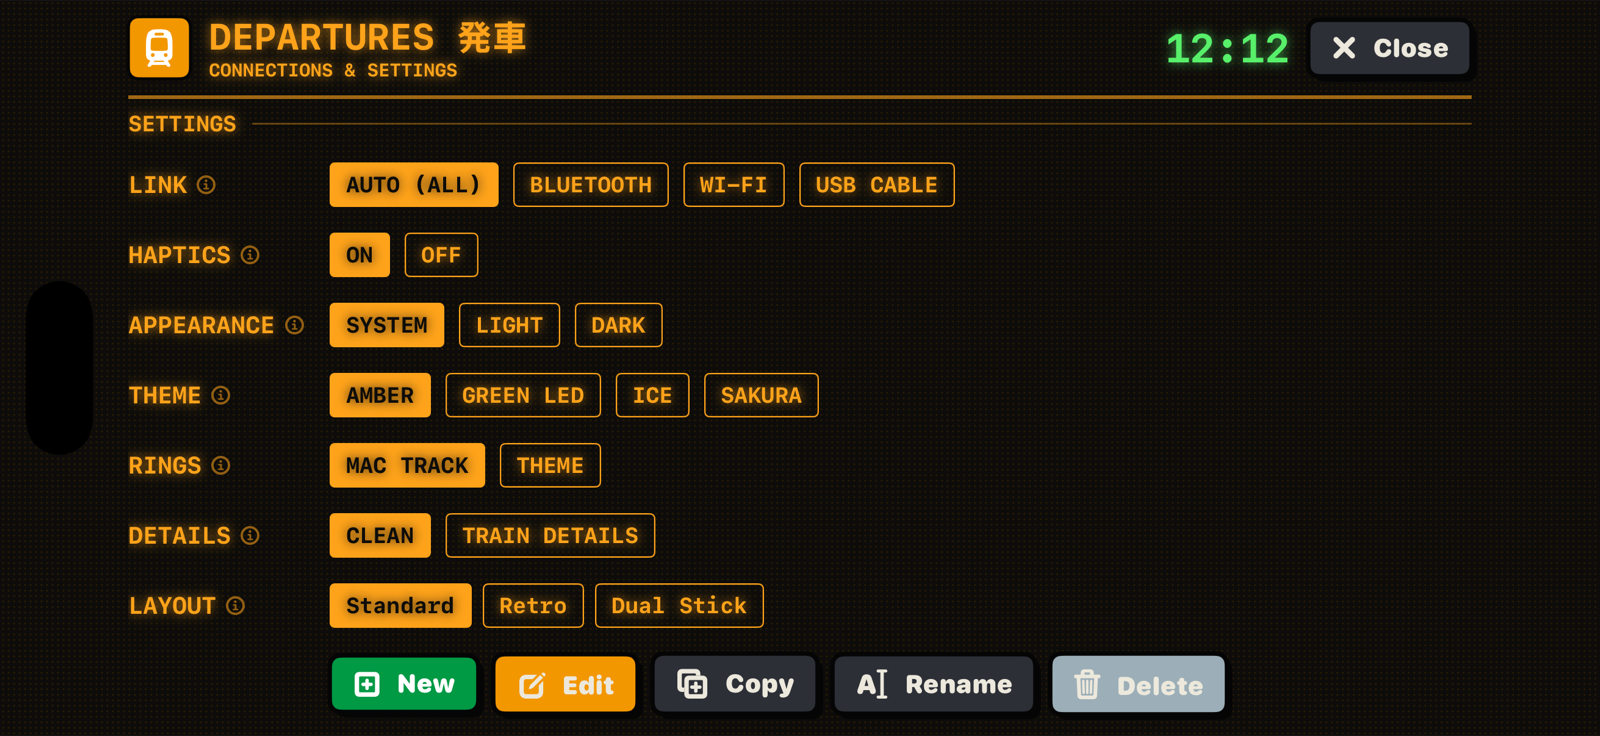 DEPARTURES 発車
CONNECTIONS & SETTINGS
12:12
Close
SETTINGS
LINK AUTO (ALL) BLUETOOTH WI-FI USB CABLE
HAPTICS ON OFF
APPEARANCE SYSTEM LIGHT DARK
THEME AMBER GREEN LED ICE SAKURA
RINGS MAC TRACK THEME
DETAILS CLEAN TRAIN DETAILS
LAYOUT Standard Retro Dual Stick
New Edit Copy Rename Delete